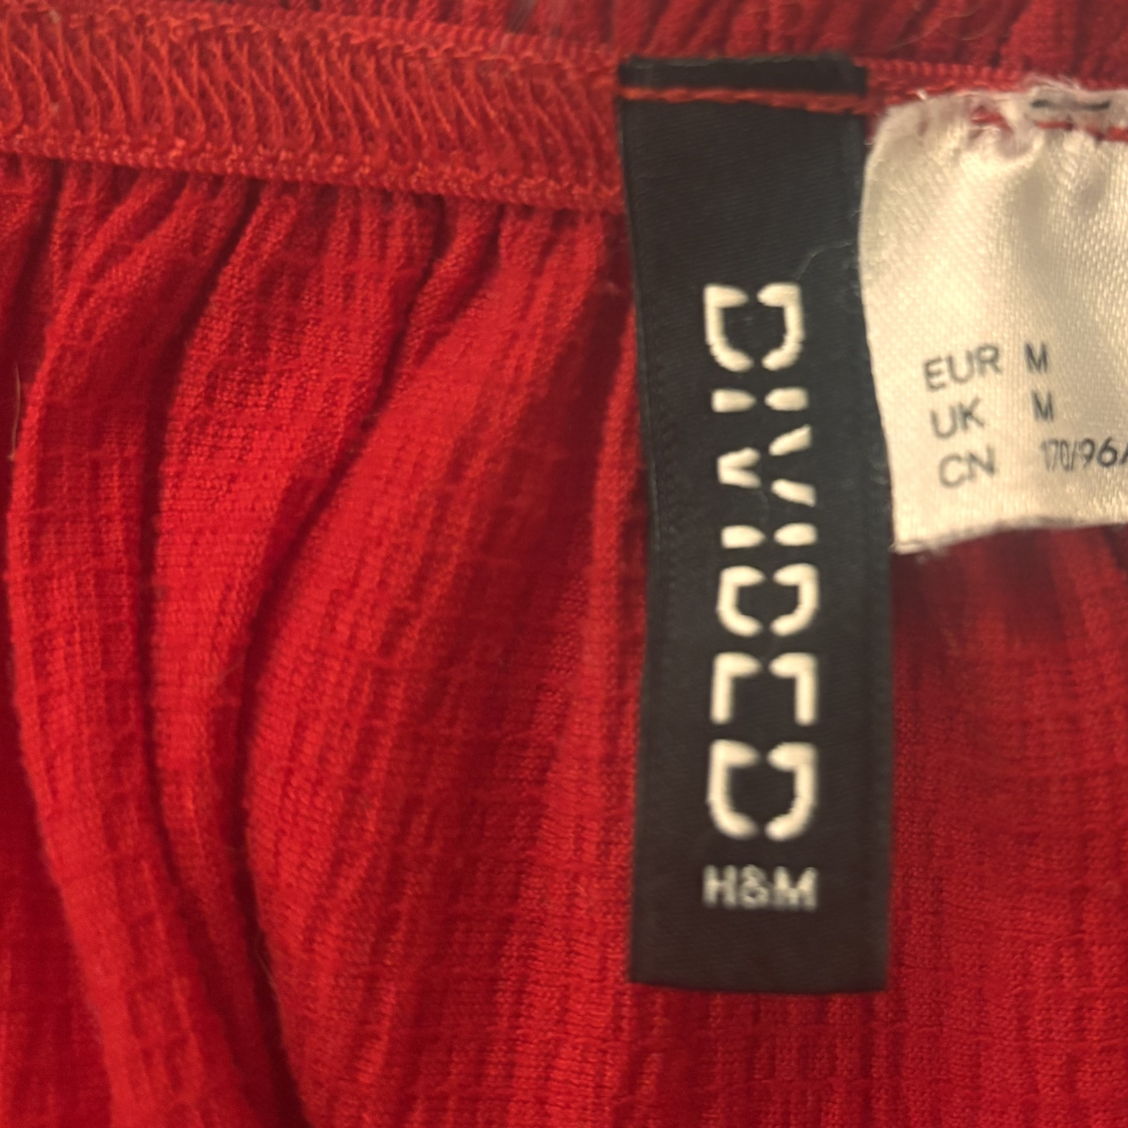 DIVIDED
H&M
EUR M
UK M
CN 170/96/